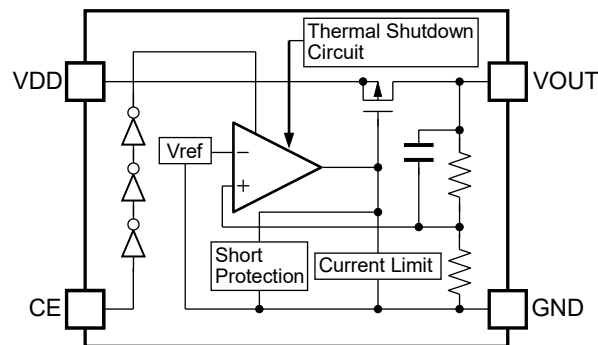 Thermal Shutdown
Circuit
VDD
VOUT
Vref
−
+
Short
Protection
Current Limit
CE
GND